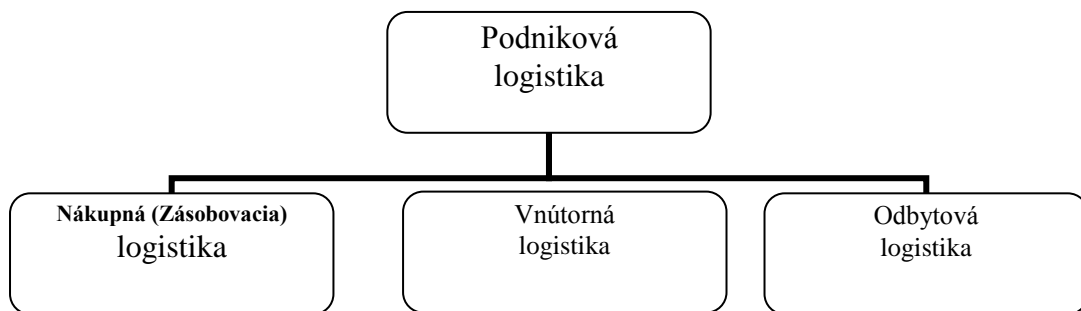 Podniková
logistika
Nákupná (Zásobovacia)
logistika
Vnútorná
logistika
Odbytová
logistika